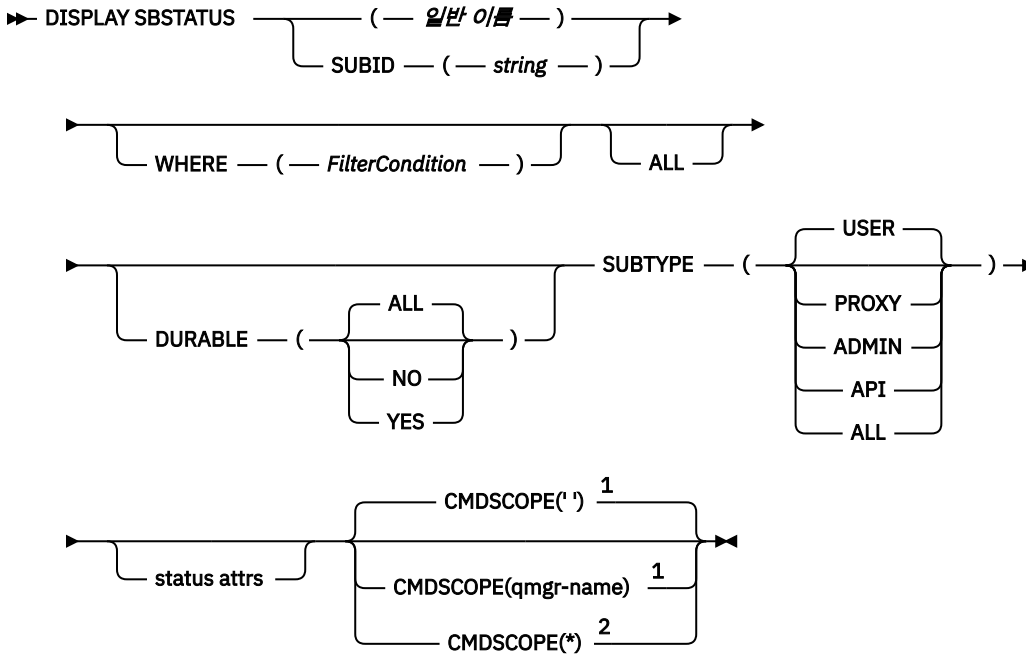 DISPLAY SBSTATUS ( 일반 이름 )
SUBID ( string )
WHERE ( FilterCondition )
ALL
DURABLE ( ALL
NO
YES )
SUBTYPE ( USER
PROXY
ADMIN
API
ALL )
status attrs
CMDSCOPE(' ') 1
CMDSCOPE(qmgr-name) 1
CMDSCOPE(*) 2